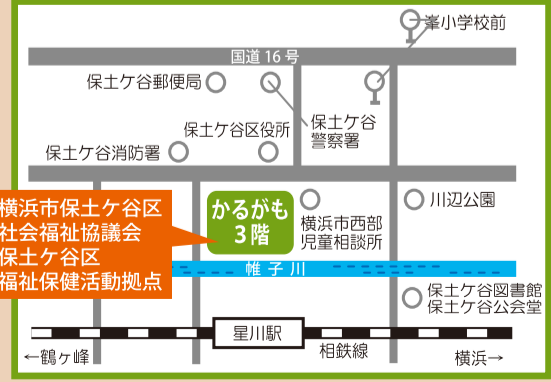 峯小学校前
国道16号
保土ケ谷郵便局
保土ケ谷
警察署
保土ケ谷区役所
保土ケ谷消防署
横浜市保土ケ谷区
社会福祉協議会
保土ケ谷区
福祉保健活動拠点
かるがも
3階
横浜市西部
児童相談所
川辺公園
帷子川
保土ケ谷図書館
保土ケ谷公会堂
星川駅
相鉄線
←鶴ヶ峰
横浜→